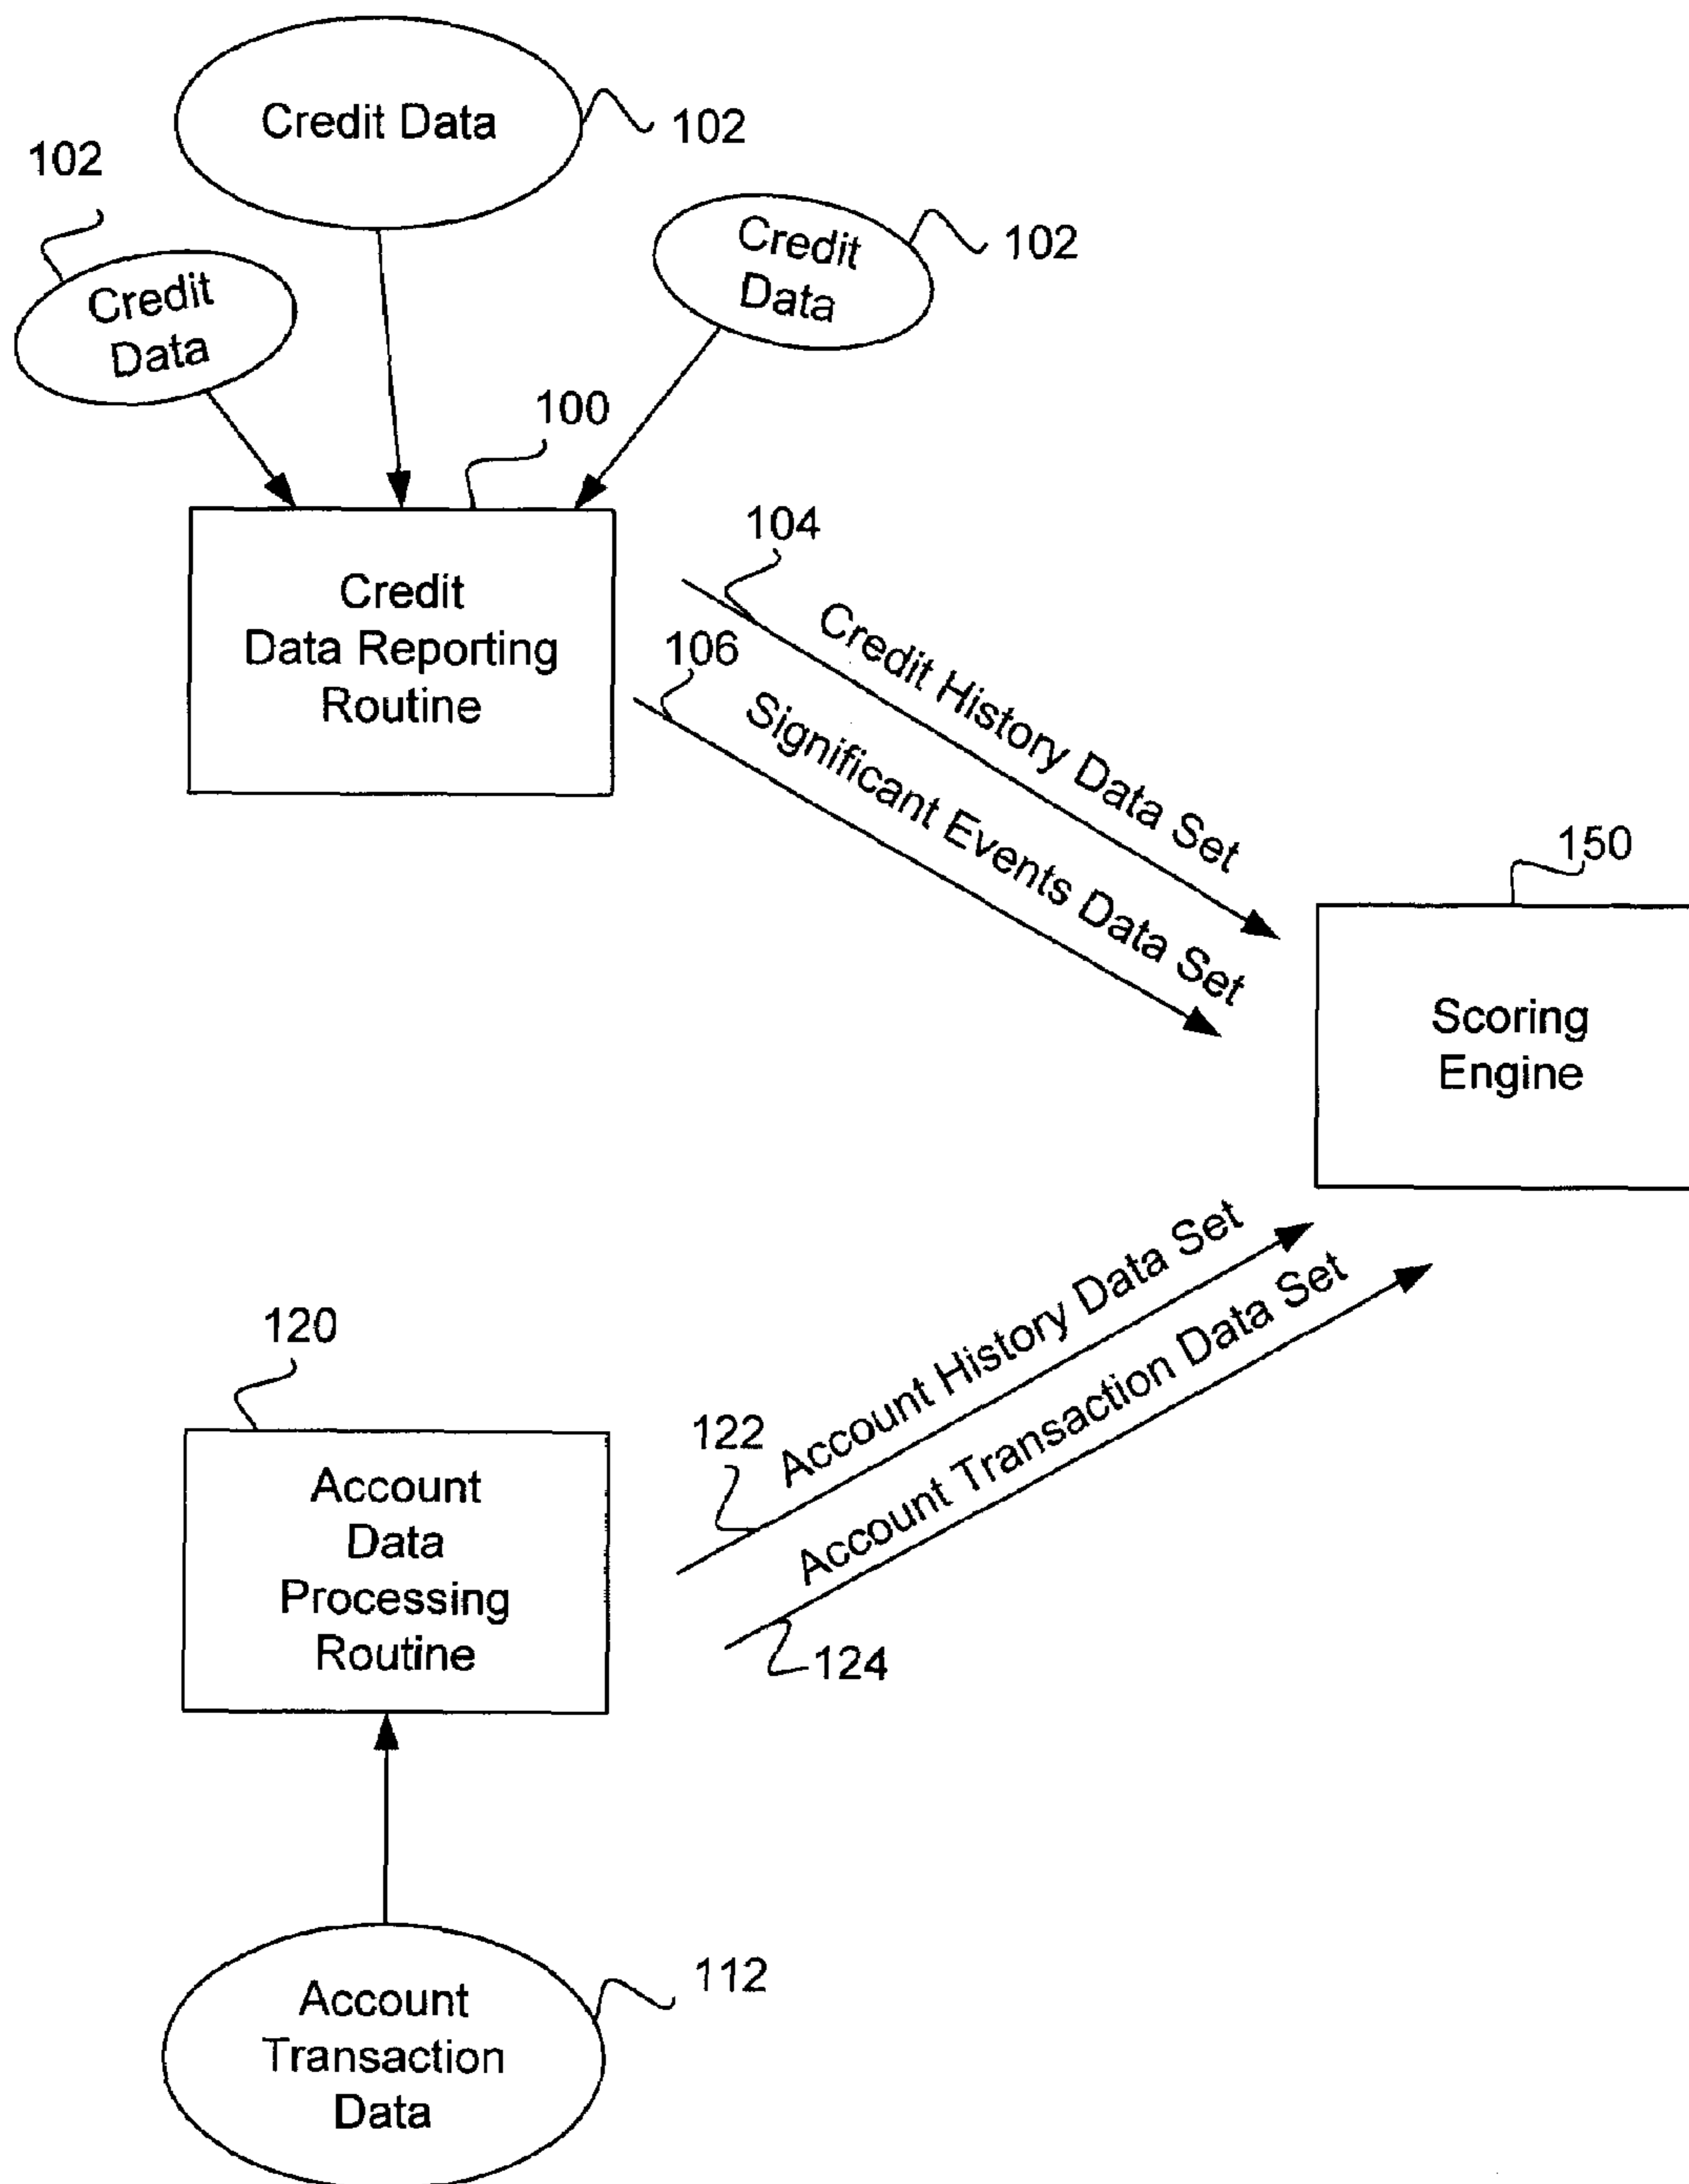 Credit Data
102
102
Credit
Data
102
Credit
Data
102
100
Credit
Data Reporting
Routine
104
Credit History Data Set
106
Significant Events Data Set
150
Scoring
Engine
120
Account
Data
Processing
Routine
122
Account History Data Set
Account Transaction Data Set
124
112
Account
Transaction
Data